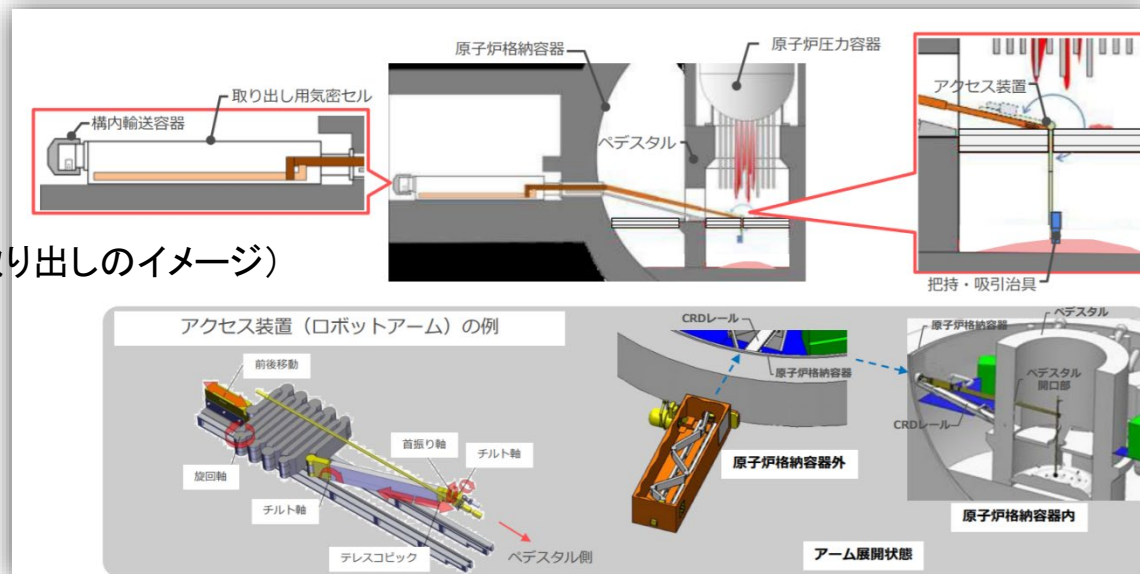 原子炉格納容器
原子炉圧力容器
取り出し用気密セル
構内輸送容器
ペデスタル
アクセス装置
把持・吸引治具
り出しのイメージ）
アクセス装置（ロボットアーム）の例
前後移動
旋回軸
チルト軸
首振り軸
チルト軸
テレスコピック
ペデスタル側
CRDレール
原子炉格納容器
原子炉格納容器外
アーム展開状態
原子炉格納容器
ペデスタル
ペデスタル
開口部
CRDレール
原子炉格納容器内